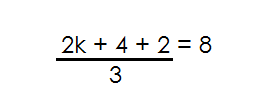 2k + 4 + 2 = 8
3